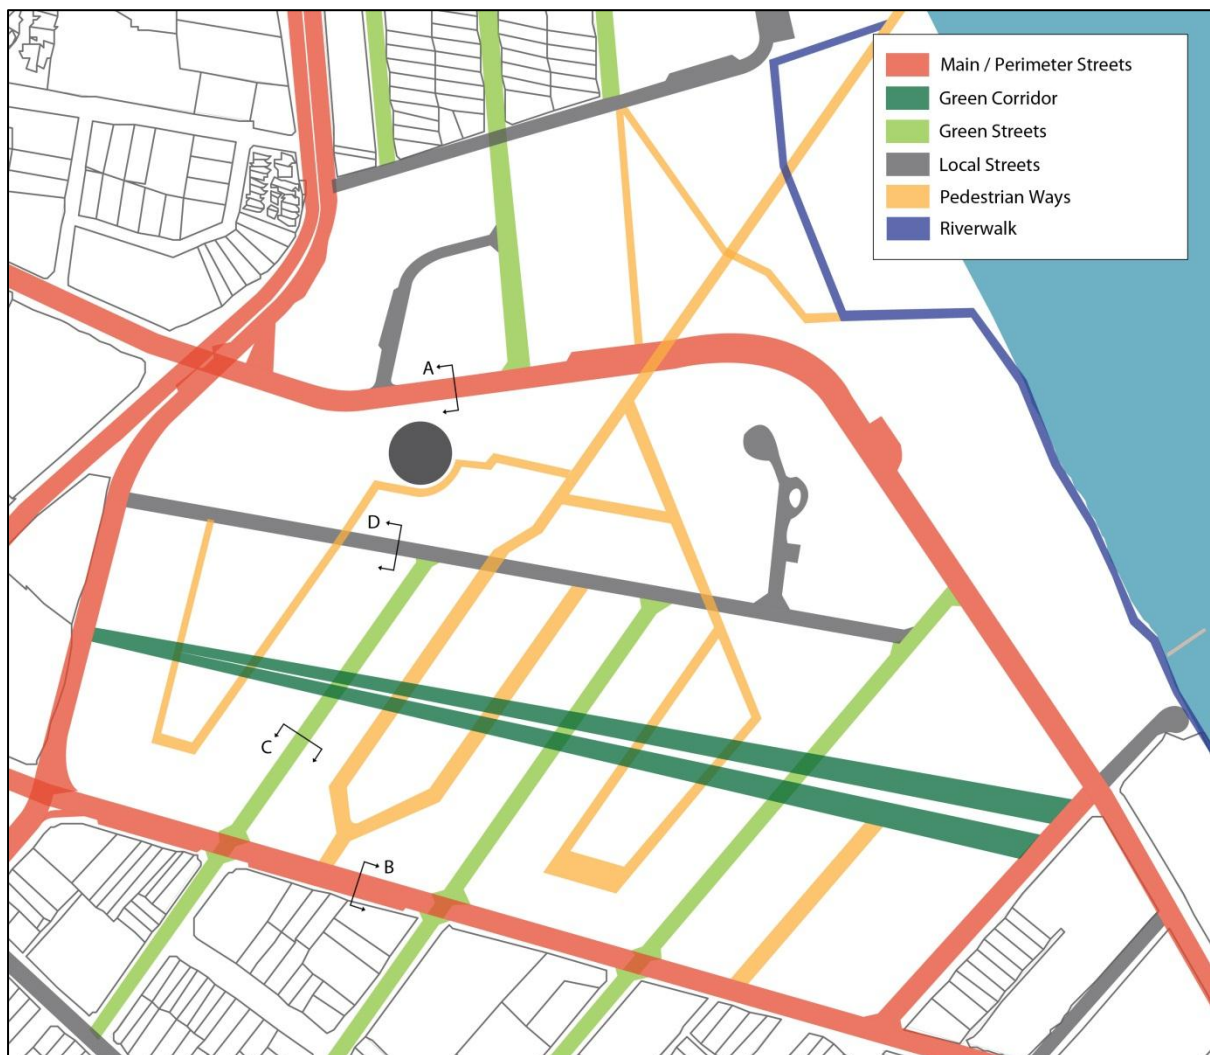 Main / Perimeter Streets
Green Corridor
Green Streets
Local Streets
Pedestrian Ways
Riverwalk
A
D
C
B